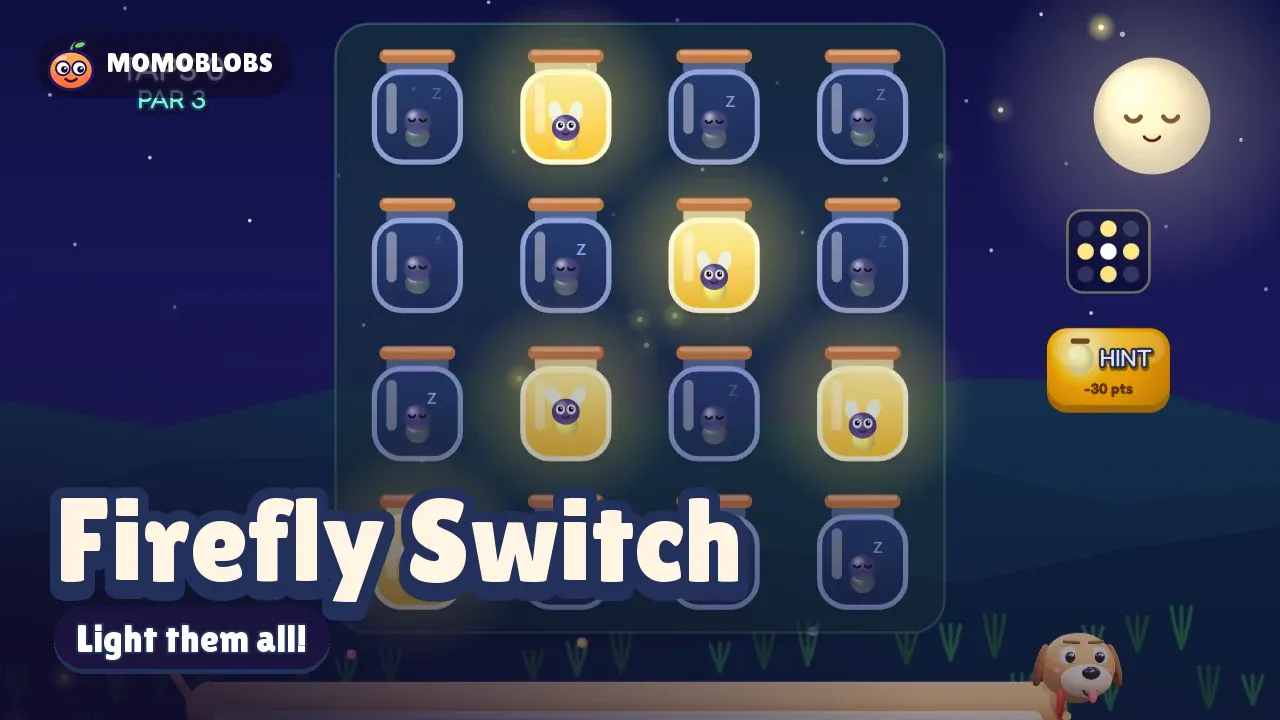 MOMOBLOBS
PAR 3
z
z
z
z
z
z
z
z
HINT
-30 pts
Firefly Switch
z
Light them all!